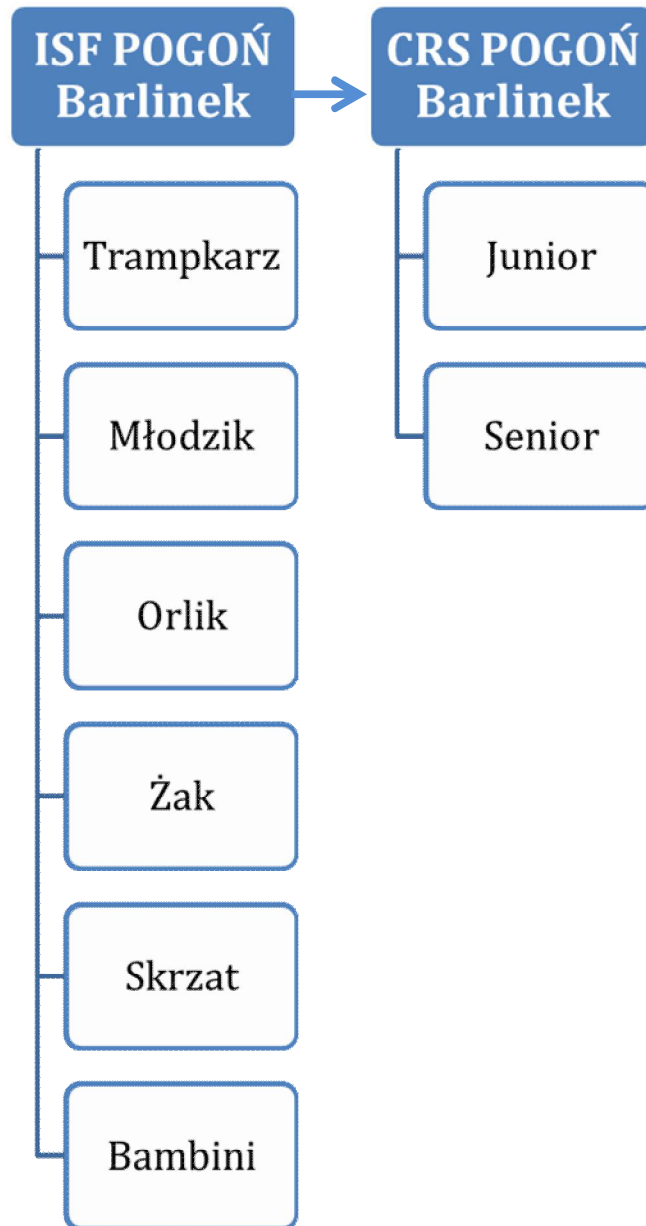 ISF POGOŃ
Barlinek
Trampkarz
Młodzik
Orlik
Żak
Skrzat
Bambini
CRS POGOŃ
Barlinek
Junior
Senior